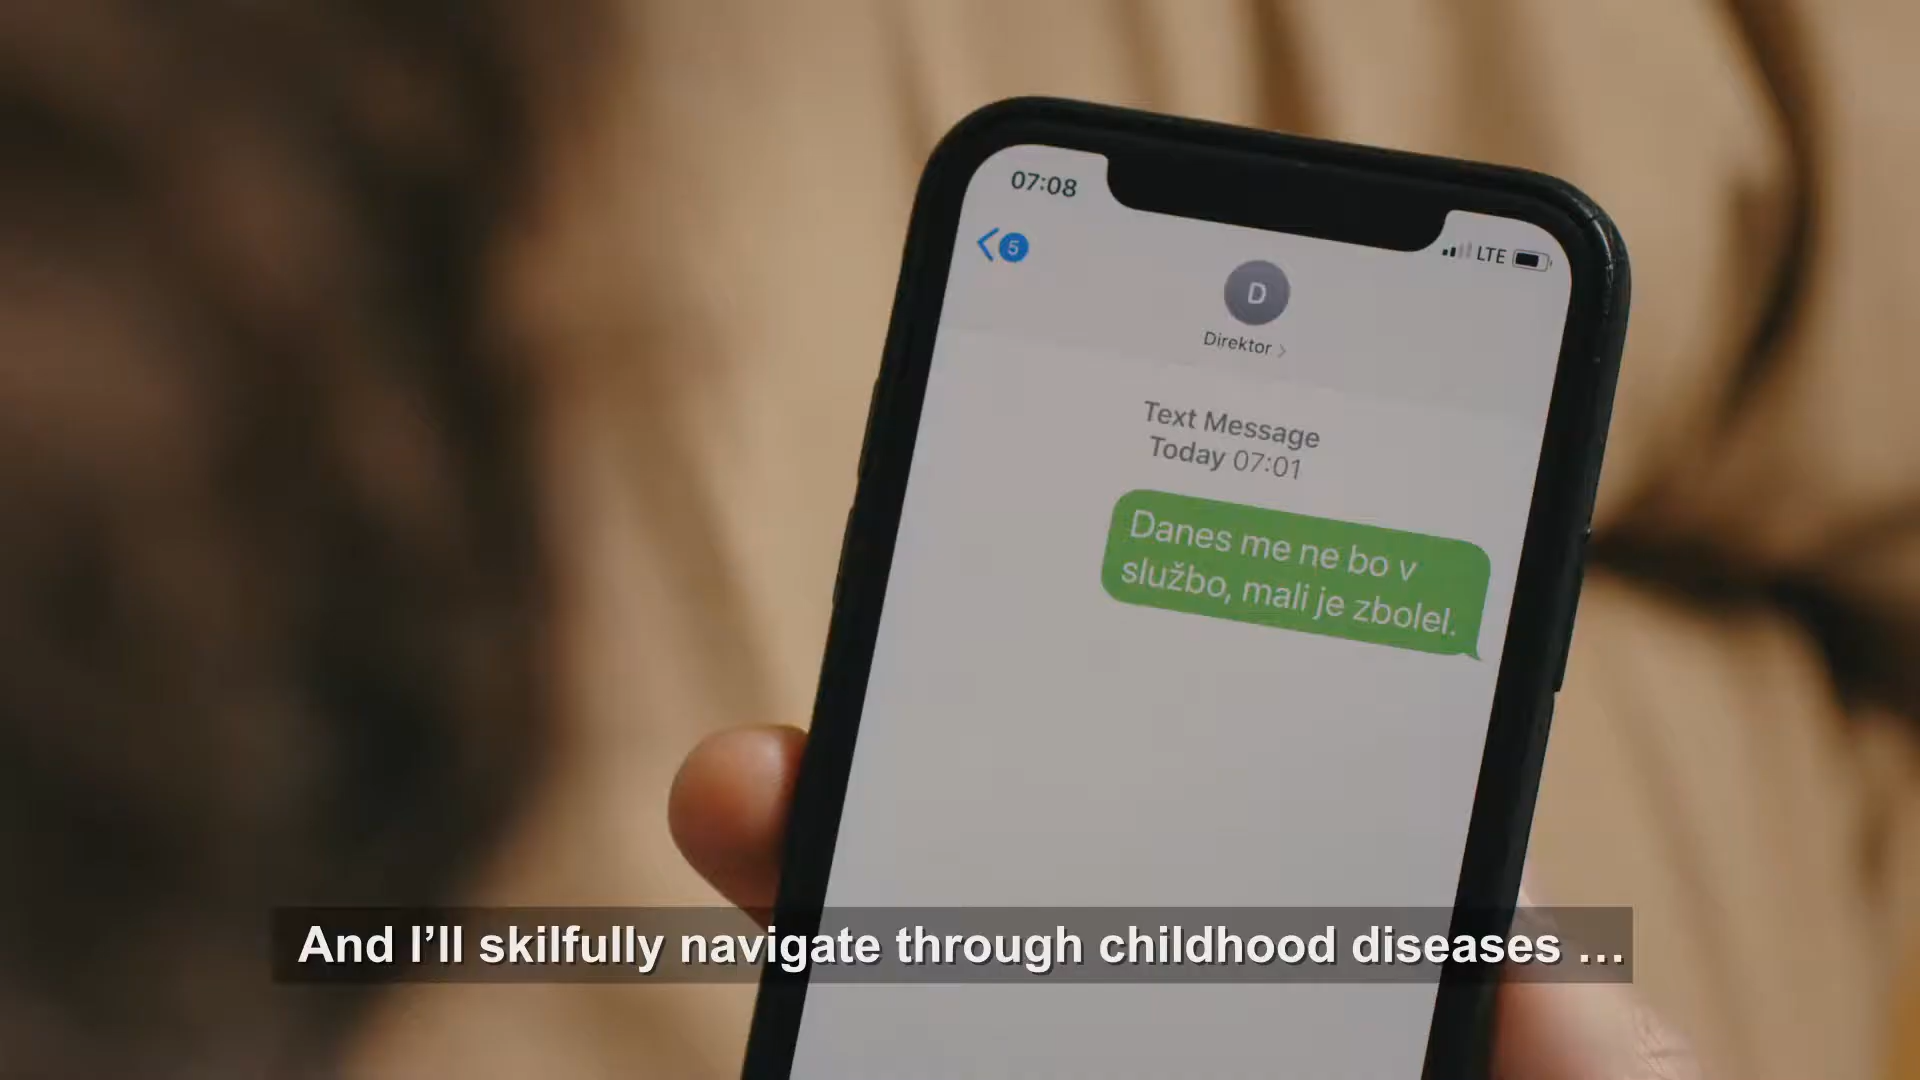 07:08
LTE
5
D
Direktor
Text Message
Today 07:01
Danes me ne bo v
službo, mali je zbolel.
And I’ll skilfully navigate through childhood diseases …